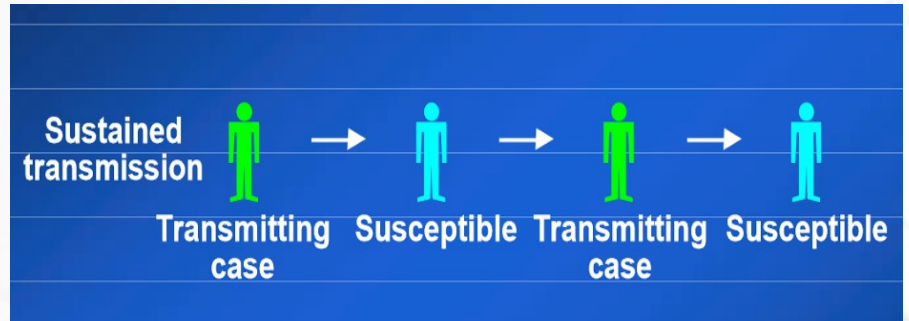 Sustained
transmission
Transmitting
case
Susceptible
Transmitting
case
Susceptible